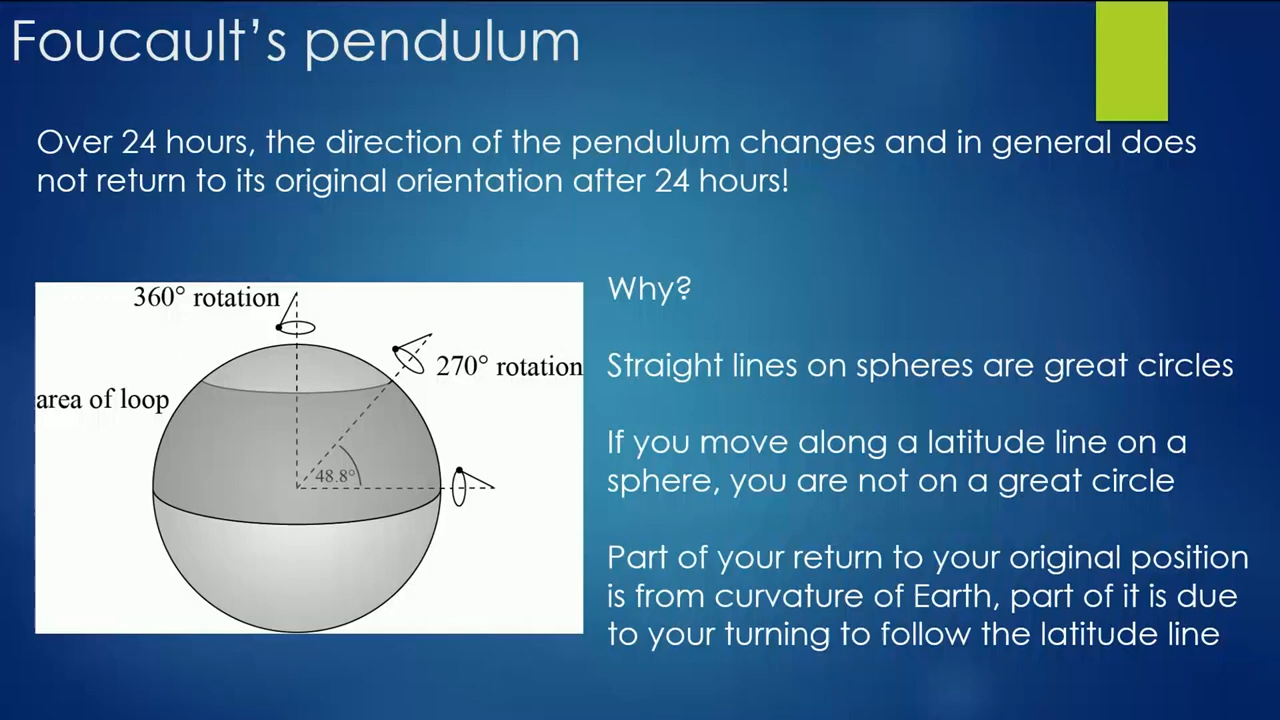 Foucault’s pendulum
Over 24 hours, the direction of the pendulum changes and in general does
not return to its original orientation after 24 hours!
360° rotation
270° rotation
area of loop
48.8°
Why?
Straight lines on spheres are great circles
If you move along a latitude line on a
sphere, you are not on a great circle
Part of your return to your original position
is from curvature of Earth, part of it is due
to your turning to follow the latitude line